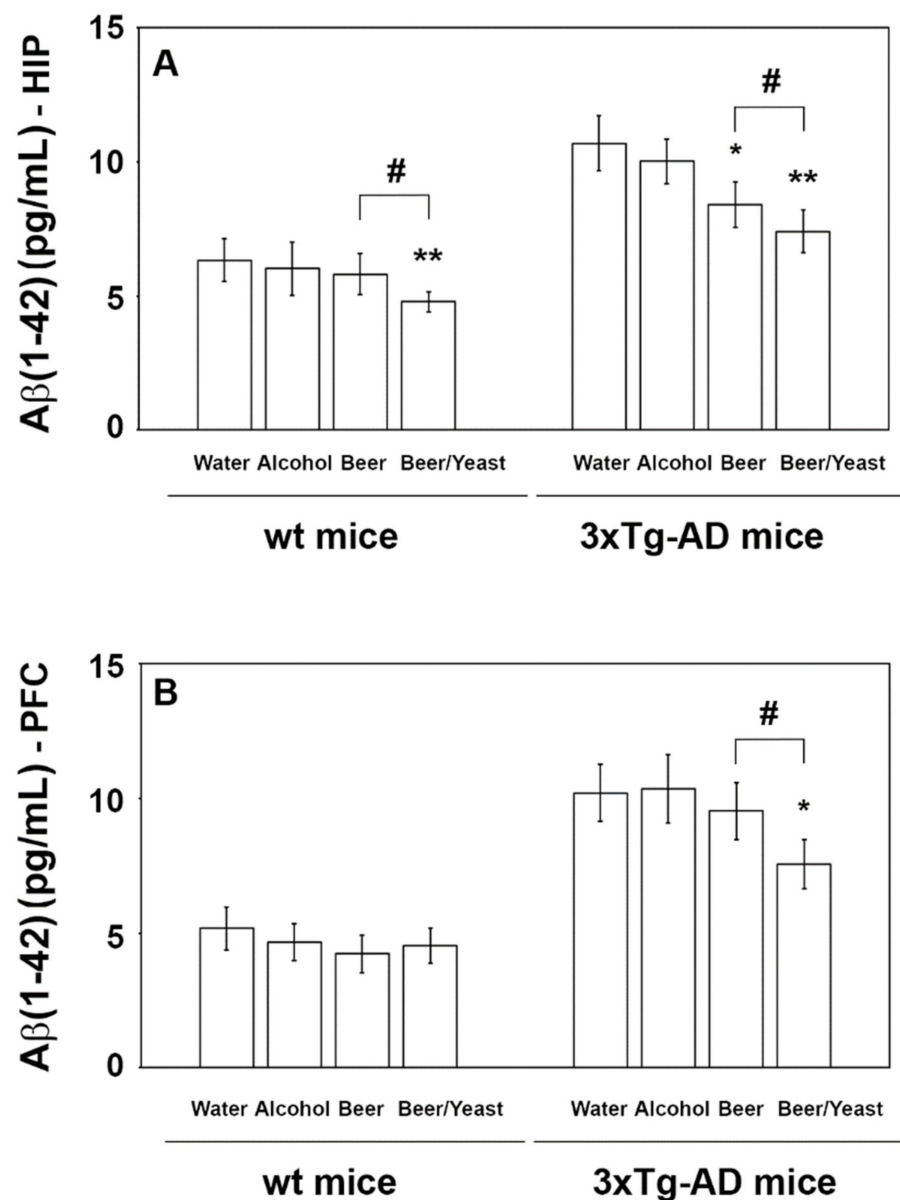 Aβ(1-42)(pg/mL) - HIP
15
10
5
0
A
#
**
#
*
**
Water Alcohol Beer Beer/Yeast
Water Alcohol Beer Beer/Yeast
wt mice
3xTg-AD mice
Aβ(1-42)(pg/mL) - PFC
15
10
5
0
B
#
*
Water Alcohol Beer Beer/Yeast
Water Alcohol Beer Beer/Yeast
wt mice
3xTg-AD mice